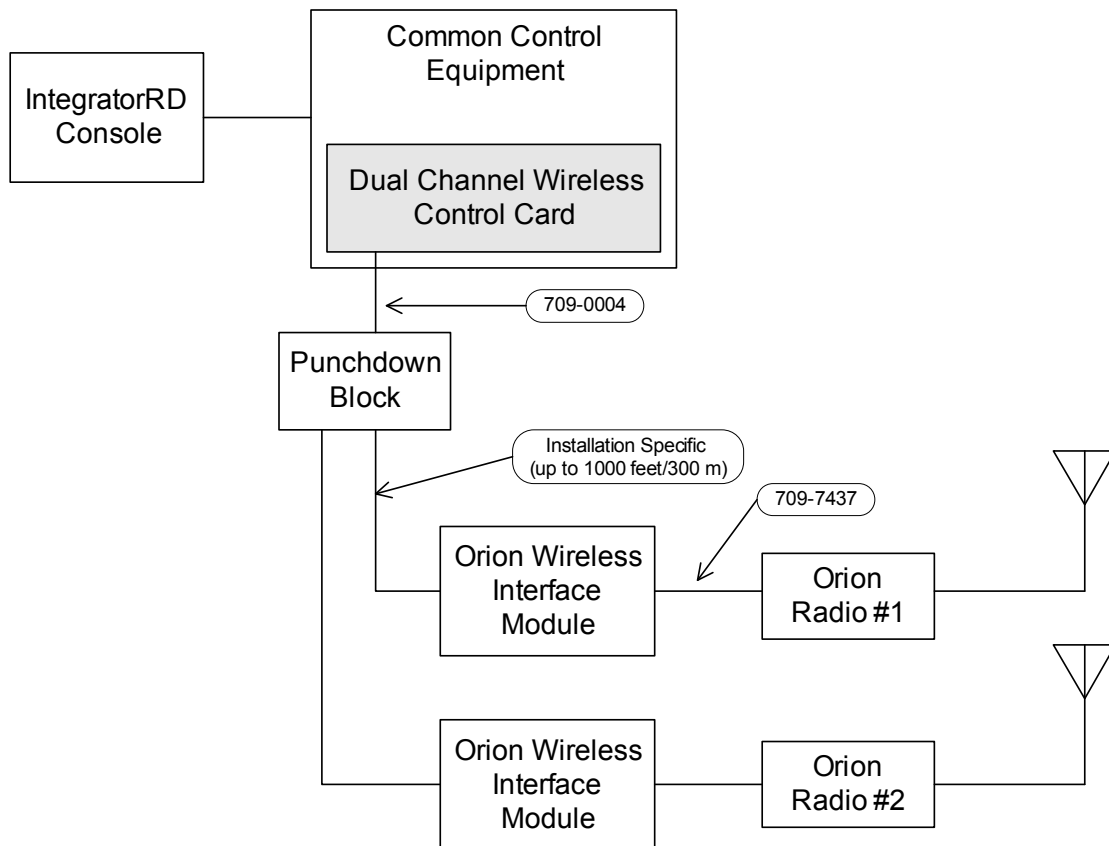 Common Control
Equipment
IntegratorRD
Console
Dual Channel Wireless
Control Card
709-0004
Punchdown
Block
Installation Specific
(up to 1000 feet/300 m)
709-7437
Orion Wireless
Interface
Module
Orion
Radio #1
Orion Wireless
Interface
Module
Orion
Radio #2